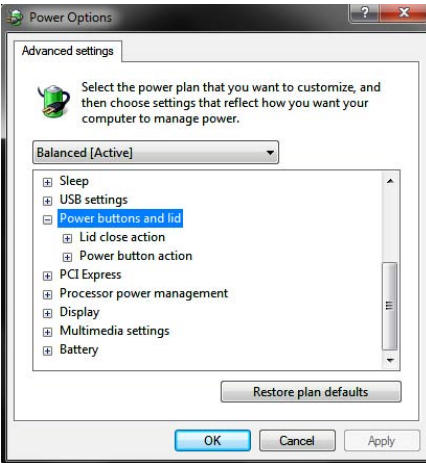 Power Options
Advanced settings
Select the power plan that you want to customize, and
then choose settings that reflect how you want your
computer to manage power.
Balanced [Active]
Sleep
USB settings
Power buttons and lid
Lid close action
Power button action
PCI Express
Processor power management
Display
Multimedia settings
Battery
Restore plan defaults
OK Cancel Apply